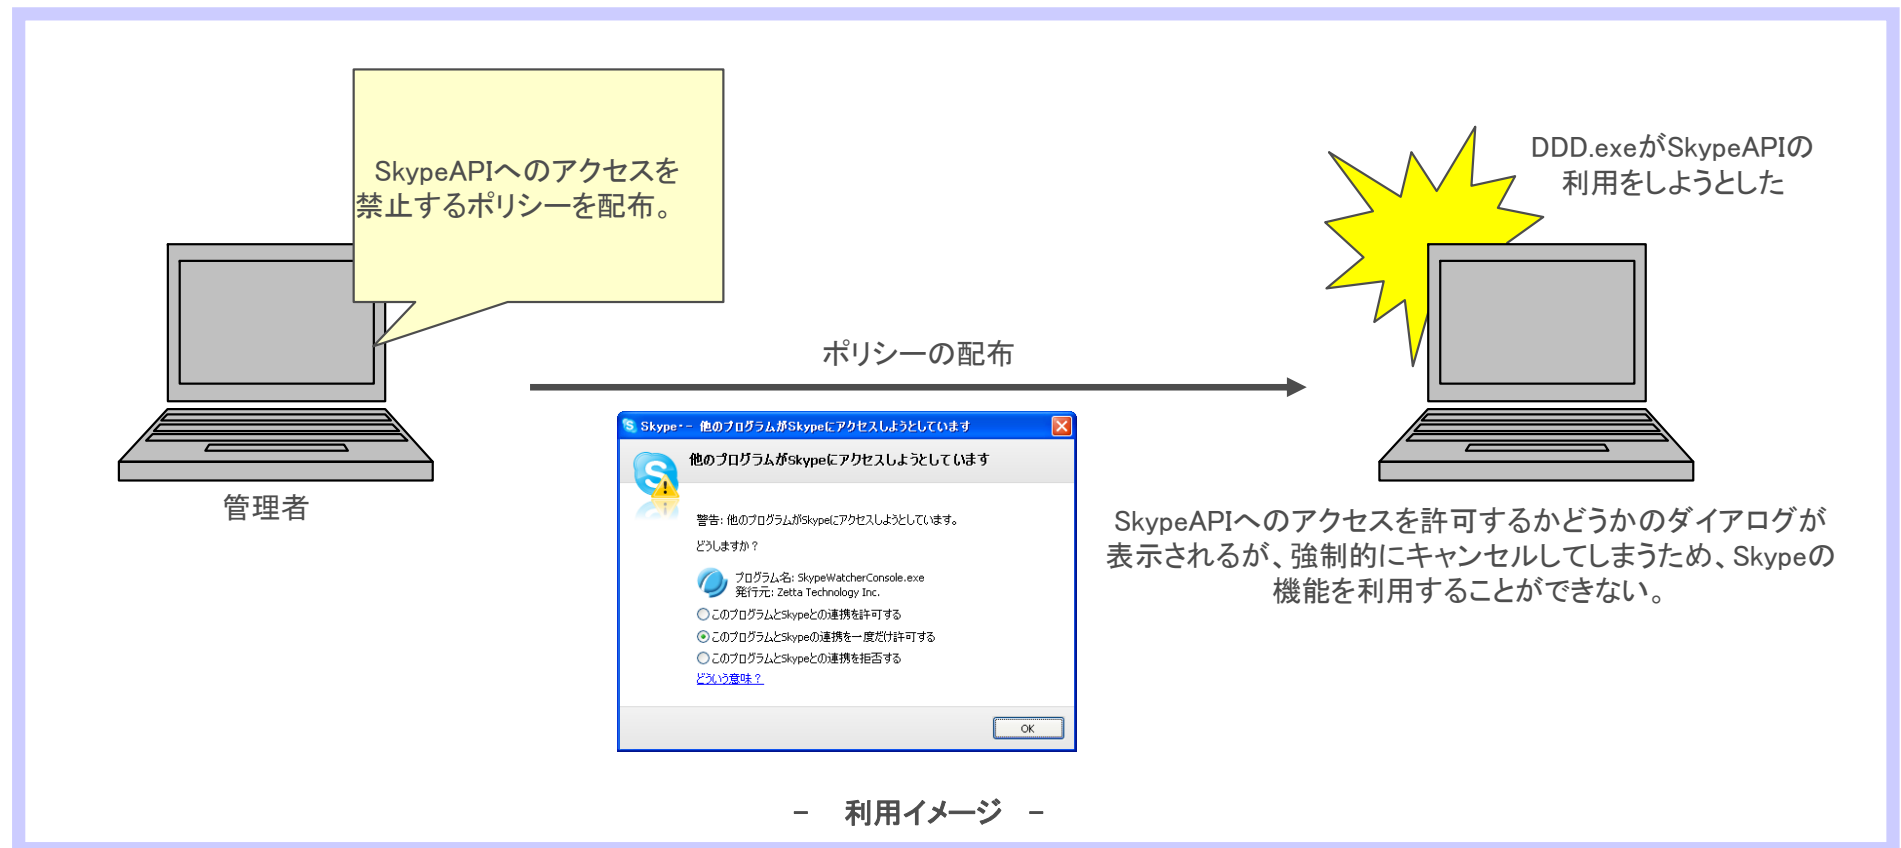 SkypeAPIへのアクセスを
禁止するポリシーを配布。
DDD.exeがSkypeAPIの
利用をしようとした
ポリシーの配布
管理者
Skype・- 他のプログラムがSkypeにアクセスしようとしています
他のプログラムがSkypeにアクセスしようとしています
警告: 他のプログラムがSkypeにアクセスしようとしています。
どうしますか？
プログラム名: SkypeWatcherConsole.exe
発行元: Zetta Technology Inc.
このプログラムとSkypeとの連携を許可する
このプログラムとSkypeの連携を一度だけ許可する
このプログラムとSkypeとの連携を拒否する
どういう意味？
OK
SkypeAPIへのアクセスを許可するかどうかのダイアログが
表示されるが、強制的にキャンセルしてしまうため、Skypeの
機能を利用することができない。
- 利用イメージ -